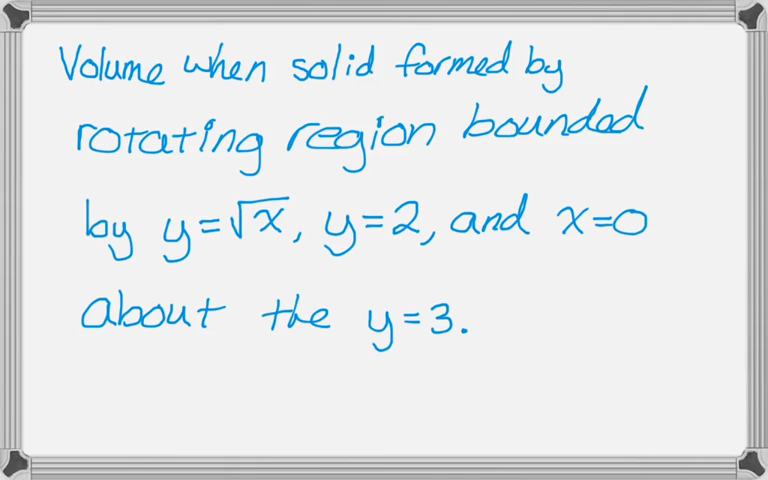 Volume when solid formed by
rotating region bounded
by y=√x, y=2, and x=0
about the y=3.